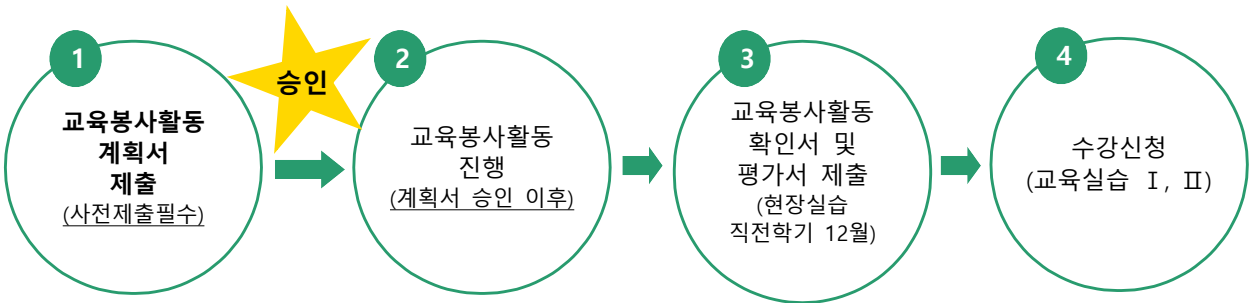 1
교육봉사활동
계획서
제출
(사전제출필수)
승인
2
교육봉사활동
진행
(계획서 승인 이후)
3
교육봉사활동
확인서 및
평가서 제출
(현장실습
직전학기 12월)
4
수강신청
(교육실습 Ⅰ, Ⅱ)